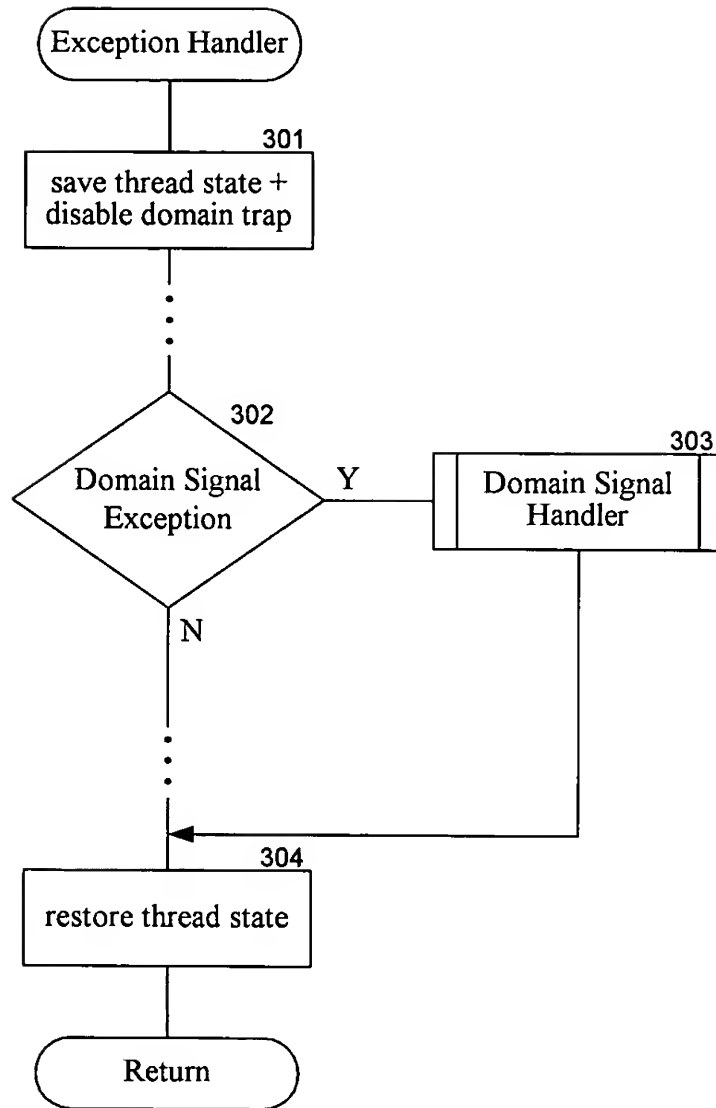 Exception Handler
301
save thread state +
disable domain trap
302
Domain Signal
Exception
Y
303
Domain Signal
Handler
N
304
restore thread state
Return